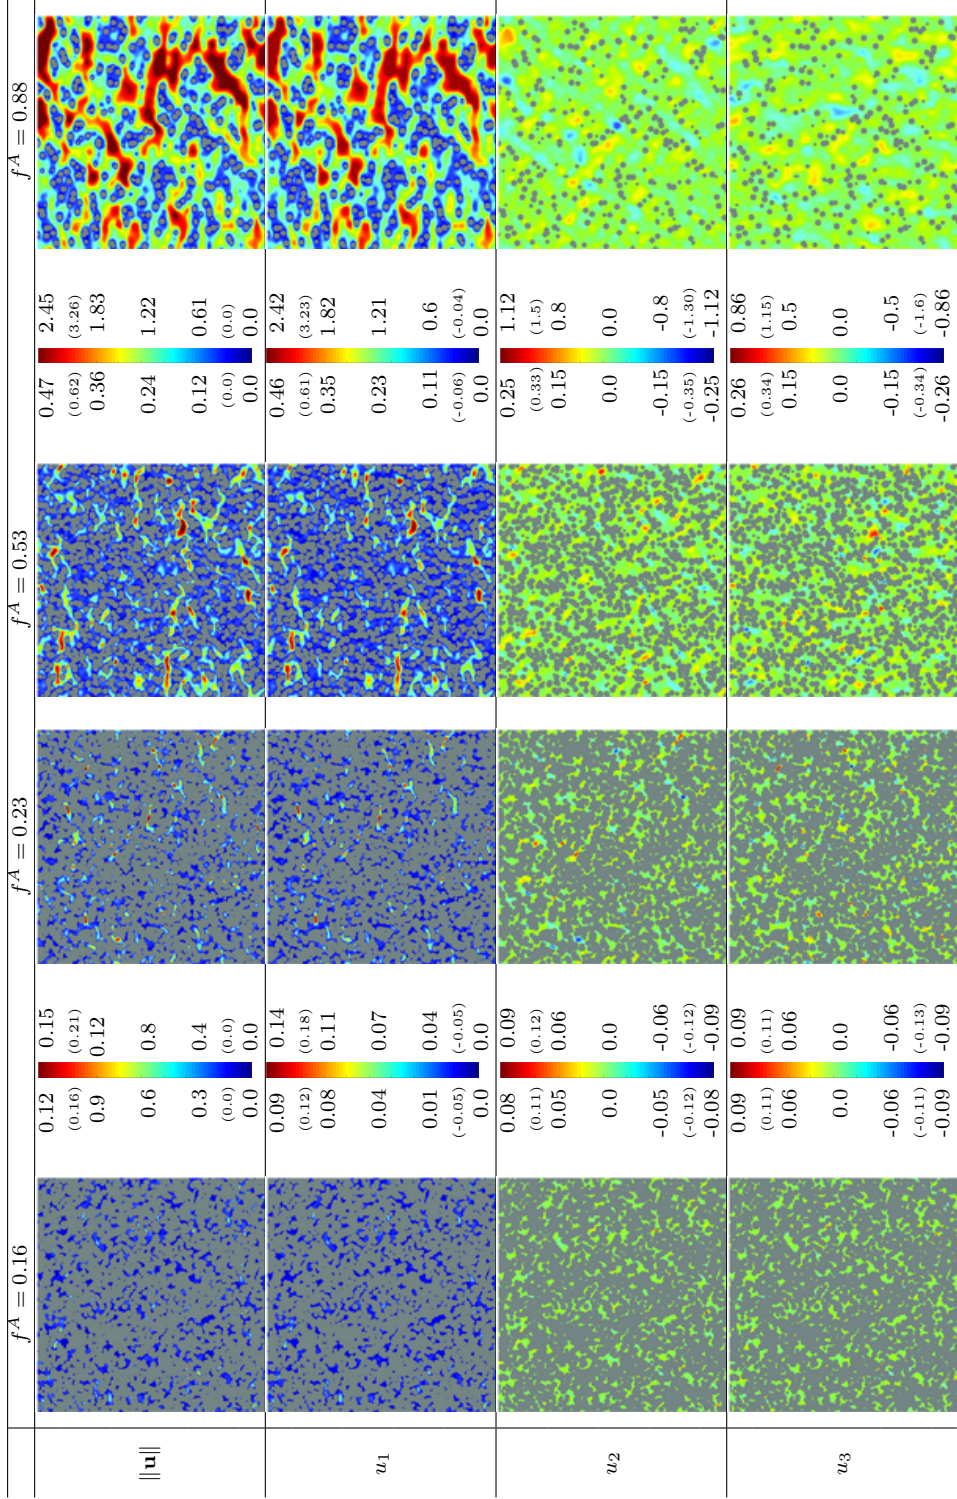 f^A = 0.16 f^A = 0.23 f^A = 0.53 f^A = 0.88
||u||
0.12 0.15 0.47 2.45
(0.16) (0.21) (0.62) (3.26)
0.9 0.12 0.36 1.83
0.6 0.8 0.24 1.22
0.3 0.4 0.12 0.61
(0.0) (0.0) (0.0) (0.0)
0.0 0.0 0.0 0.0
u1
0.09 0.14 0.46 2.42
(0.12) (0.18) (0.61) (3.23)
0.08 0.11 0.35 1.82
0.04 0.07 0.23 1.21
0.01 0.04 0.11 0.6
(-0.05) (-0.05) (-0.06) (-0.04)
0.0 0.0 0.0 0.0
u2
0.08 0.09 0.25 1.12
(0.11) (0.12) (0.33) (1.5)
0.05 0.06 0.15 0.8
0.0 0.0 0.0 0.0
-0.05 -0.06 -0.15 -0.8
(-0.12) (-0.12) (-0.35) (-1.30)
-0.08 -0.09 -0.25 -1.12
u3
0.09 0.09 0.26 0.86
(0.11) (0.11) (0.34) (1.15)
0.06 0.06 0.15 0.5
0.0 0.0 0.0 0.0
-0.06 -0.06 -0.15 -0.5
(-0.11) (-0.13) (-0.34) (-1.6)
-0.09 -0.09 -0.26 -0.86